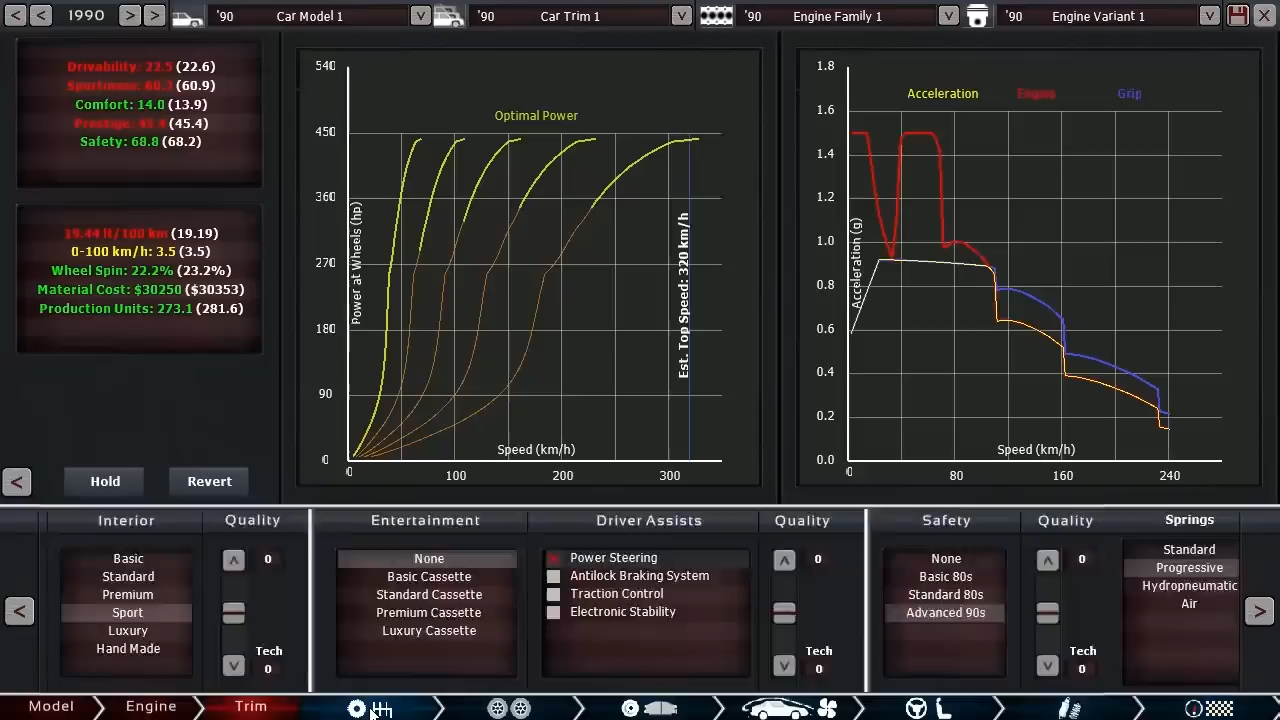 1990
'90 Car Model 1
'90 Car Trim 1
'90 Engine Family 1
'90 Engine Variant 1
Drivability: 22.5 (22.6)
Sportiness: 60.3 (60.9)
Comfort: 14.0 (13.9)
(45.4)
Safety: 68.8 (68.2)
19.44 lt/100 km (19.19)
0-100 km/h: 3.5 (3.5)
Wheel Spin: 22.2% (23.2%)
Material Cost: $30250 ($30353)
Production Units: 273.1 (281.6)
Hold
Revert
540
450
360
270
180
90
0
Power at Wheels (hp)
Optimal Power
Est. Top Speed: 320 km/h
Speed (km/h)
0 100 200 300
1.8
1.6
1.4
1.2
1.0
0.8
0.6
0.4
0.2
0.0
Acceleration (g)
Acceleration
Engine
Grip
Speed (km/h)
0 80 160 240
Interior
Basic
Standard
Premium
Sport
Luxury
Hand Made
Quality
0
Tech
0
Entertainment
None
Basic Cassette
Standard Cassette
Premium Cassette
Luxury Cassette
Driver Assists
Power Steering
Antilock Braking System
Traction Control
Electronic Stability
Quality
0
Tech
0
Safety
None
Basic 80s
Standard 80s
Advanced 90s
Quality
0
Tech
0
Springs
Standard
Progressive
Hydropneumatic
Air
Model
Engine
Trim